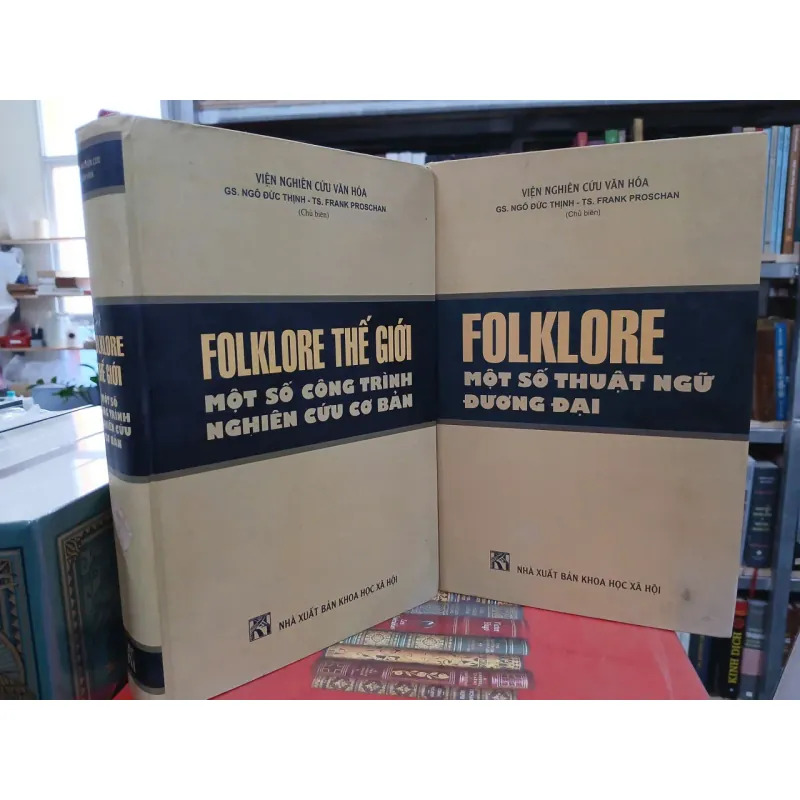 VIỆN NGHIÊN CỨU VĂN HÓA
GS. NGÔ ĐỨC THỊNH - TS. FRANK PROSCHAN
(Chủ biên)
FOLKLORE THẾ GIỚI
MỘT SỐ CÔNG TRÌNH
NGHIÊN CỨU CƠ BẢN
NHÀ XUẤT BẢN KHOA HỌC XÃ HỘI
VIỆN NGHIÊN CỨU VĂN HÓA
GS. NGÔ ĐỨC THỊNH - TS. FRANK PROSCHAN
(Chủ biên)
FOLKLORE
MỘT SỐ THUẬT NGỮ
ĐƯƠNG ĐẠI
NHÀ XUẤT BẢN KHOA HỌC XÃ HỘI
KINH DỊCH